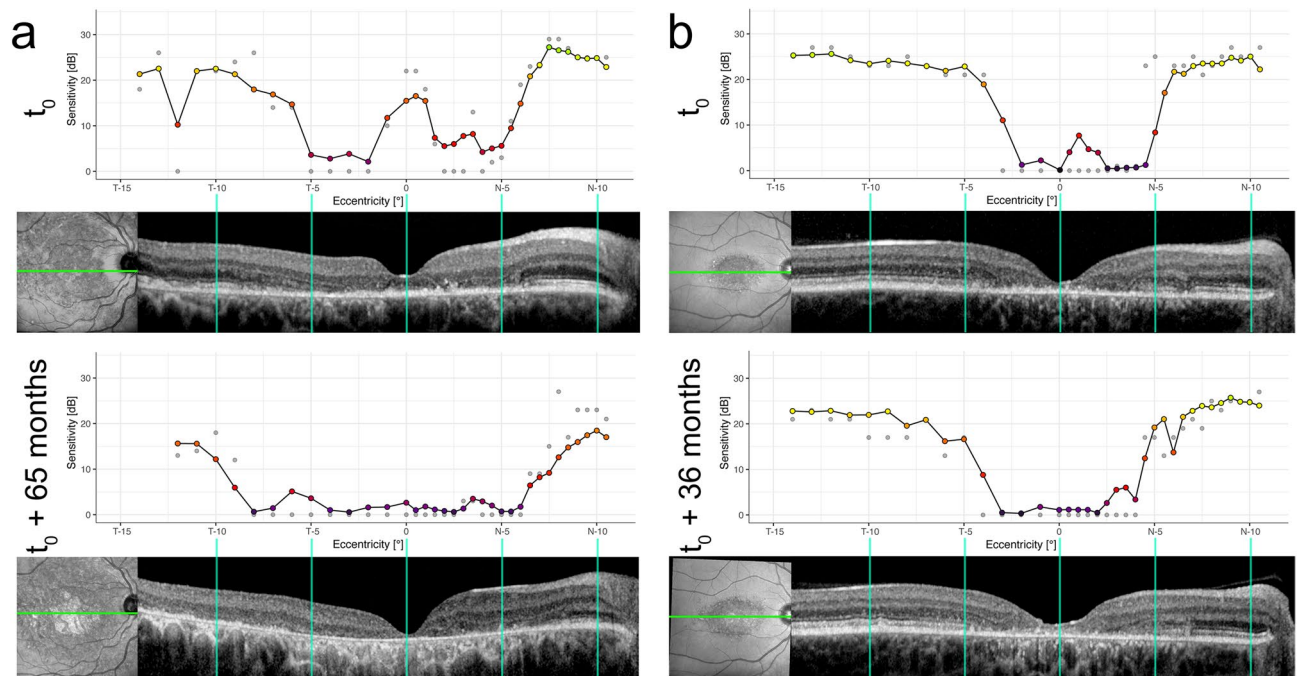 a
t0
Sensitivity [dB]
30
20
10
0
T-15
T-10
T-5
0
N-5
N-10
Eccentricity [°]
b
t0
Sensitivity [dB]
30
20
10
0
T-15
T-10
T-5
0
N-5
N-10
Eccentricity [°]
t0 + 65 months
Sensitivity [dB]
30
20
10
0
T-15
T-10
T-5
0
N-5
N-10
Eccentricity [°]
t0 + 36 months
Sensitivity [dB]
30
20
10
0
T-15
T-10
T-5
0
N-5
N-10
Eccentricity [°]